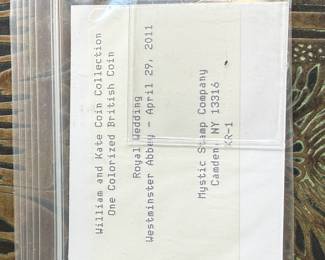 William and Kate Coin Collection
One Colorized British Coin
Royal Wedding
Westminster Abbey - April 29, 2011
Mystic Stamp Company
Camden, NY 13316
KR-1